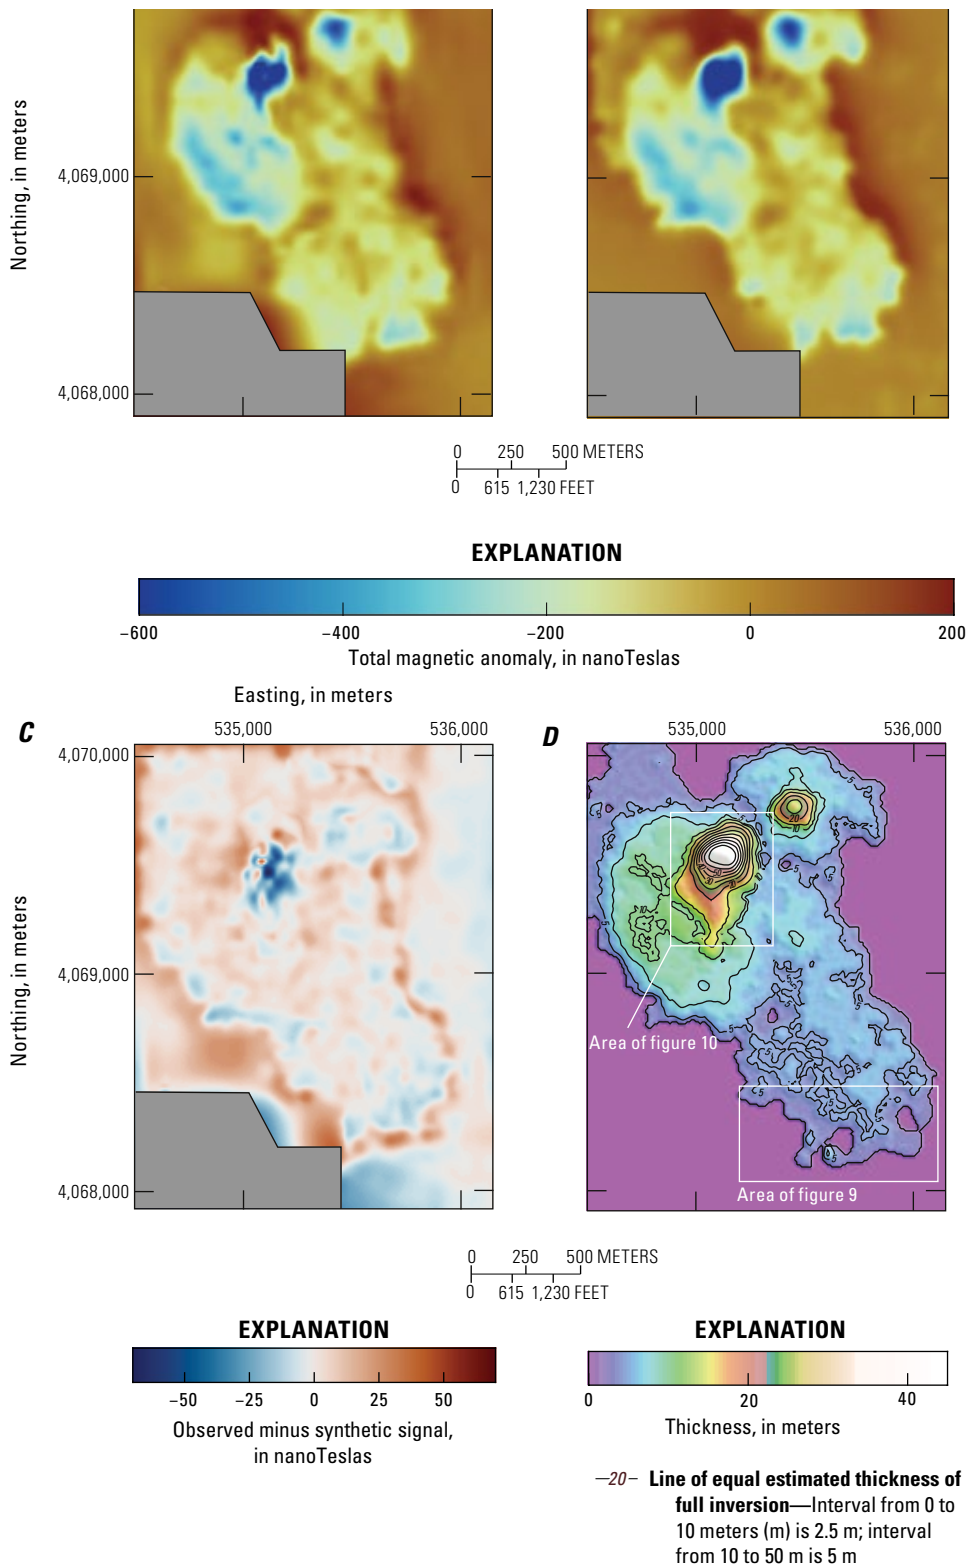 Northing, in meters
4,069,000
4,068,000
0 250 500 METERS
0 615 1,230 FEET
EXPLANATION
−600 −400 −200 0 200
Total magnetic anomaly, in nanoTeslas
Easting, in meters
C 535,000 536,000 D 535,000 536,000
4,070,000
Northing, in meters
4,069,000
4,068,000
Area of figure 10
Area of figure 9
0 250 500 METERS
0 615 1,230 FEET
EXPLANATION
−50 −25 0 25 50
Observed minus synthetic signal,
in nanoTeslas
EXPLANATION
0 20 40
Thickness, in meters
—20– Line of equal estimated thickness of
full inversion—Interval from 0 to
10 meters (m) is 2.5 m; interval
from 10 to 50 m is 5 m